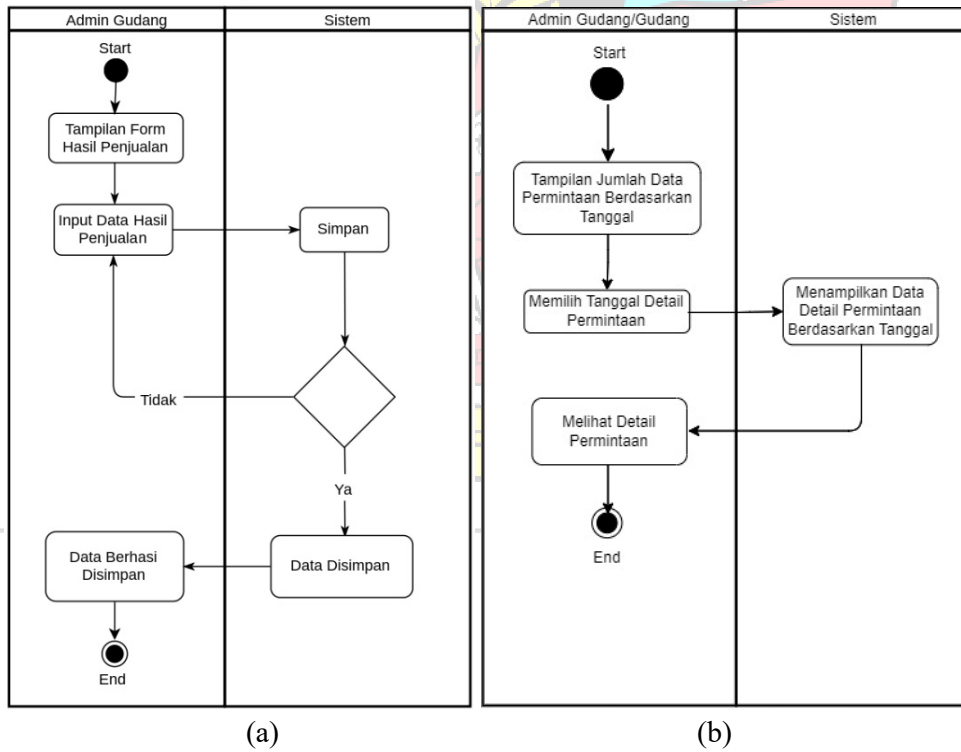 Admin Gudang
Sistem
Start
Tampilan Form
Hasil Penjualan
Input Data Hasil
Penjualan
Simpan
Tidak
Ya
Data Berhasi
Disimpan
Data Disimpan
End
(a)
Admin Gudang/Gudang
Sistem
Start
Tampilan Jumlah Data
Permintaan Berdasarkan
Tanggal
Memilih Tanggal Detail
Permintaan
Menampilkan Data
Detail Permintaan
Berdasarkan Tanggal
Melihat Detail
Permintaan
End
(b)